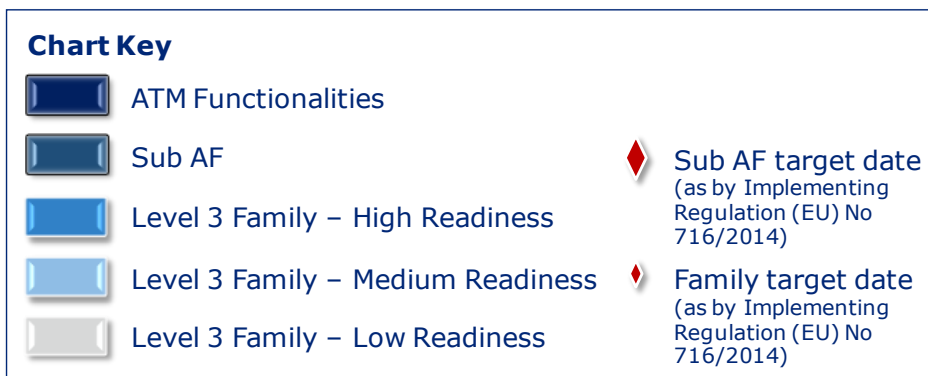 Chart Key
ATM Functionalities
Sub AF
Level 3 Family – High Readiness
Level 3 Family – Medium Readiness
Level 3 Family – Low Readiness
Sub AF target date
(as by Implementing
Regulation (EU) No
716/2014)
Family target date
(as by Implementing
Regulation (EU) No
716/2014)